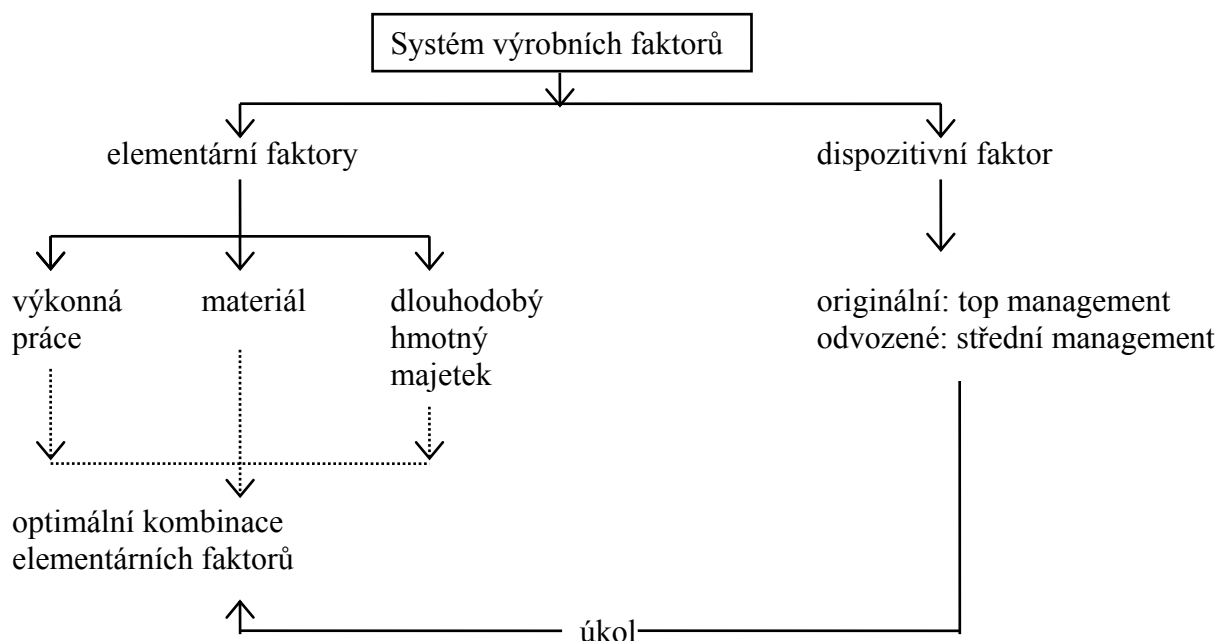 Systém výrobních faktorů
elementární faktory
dispozitivní faktor
výkonná
práce
materiál
dlouhodobý
hmotný
majetek
originální: top management
odvozené: střední management
optimální kombinace
elementárních faktorů
úkol